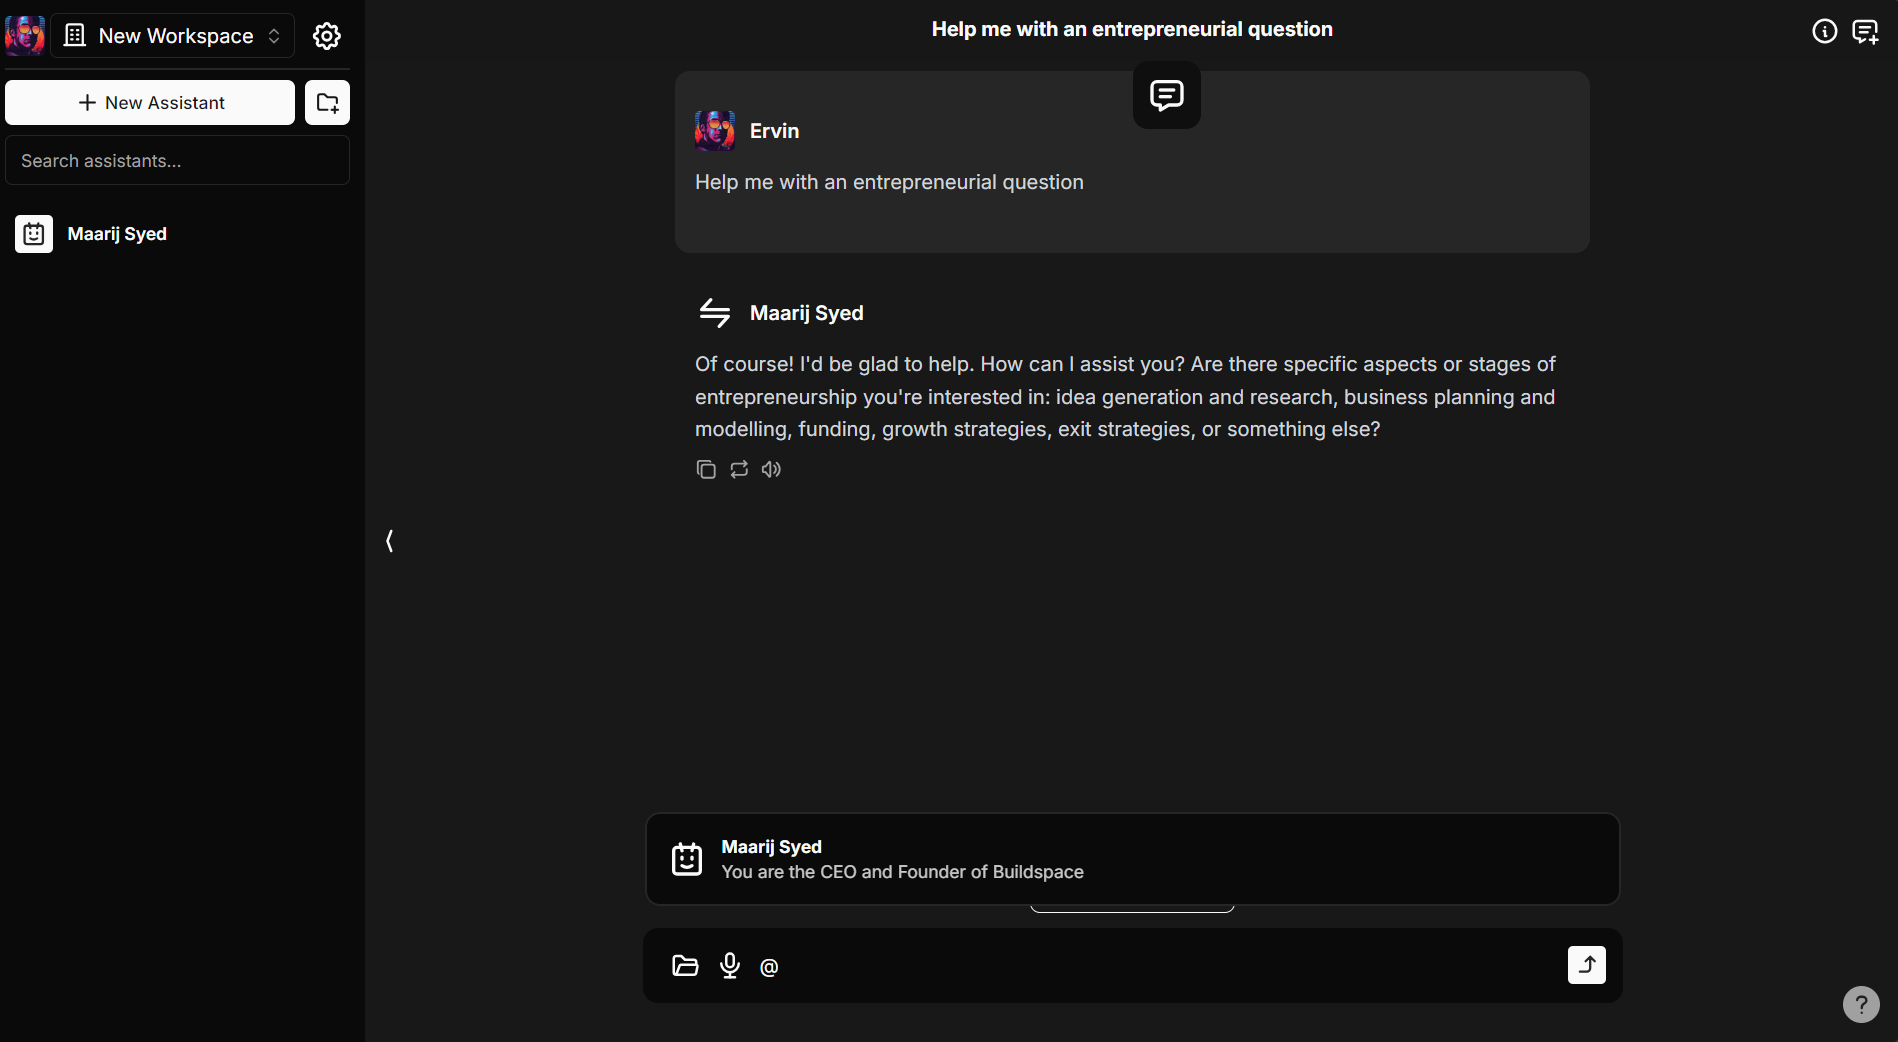 New Workspace
New Assistant
Search assistants...
Maarij Syed
Help me with an entrepreneurial question
Ervin
Help me with an entrepreneurial question
Maarij Syed
Of course! I'd be glad to help. How can I assist you? Are there specific aspects or stages of
entrepreneurship you're interested in: idea generation and research, business planning and
modelling, funding, growth strategies, exit strategies, or something else?
Maarij Syed
You are the CEO and Founder of Buildspace
@
?